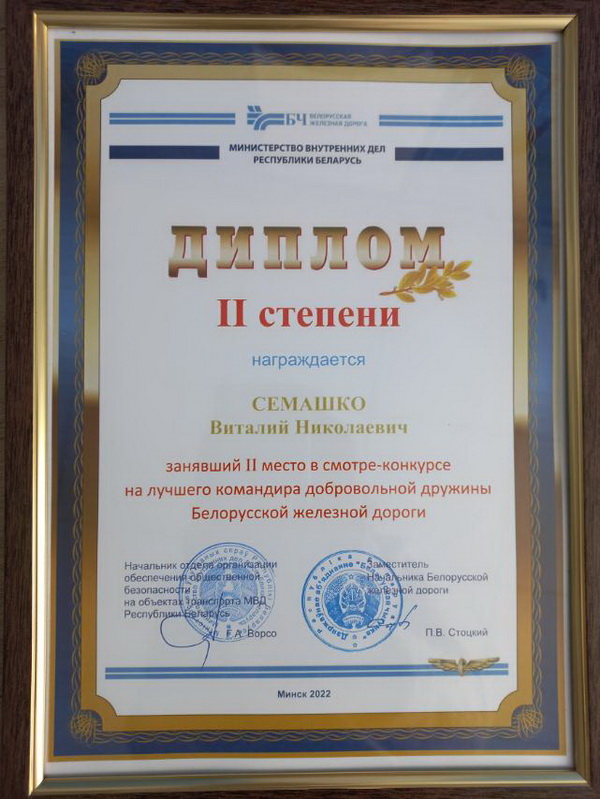 БЧ БЕЛОРУССКАЯ
ЖЕЛЕЗНАЯ ДОРОГА
МИНИСТЕРСТВО ВНУТРЕННИХ ДЕЛ
РЕСПУБЛИКИ БЕЛАРУСЬ
ДИПЛОМ
II степени
награждается
СЕМАШКО
Виталий Николаевич
занявший II место в смотре-конкурсе
на лучшего командира добровольной дружины
Белорусской железной дороги
Начальник отдела организации
обеспечения общественной
безопасности
на объектах транспорта МВД
Республики Беларусь
Ворсо
Заместитель
Начальника Белорусской
железной дороги
П.В. Стоцкий
Минск 2022